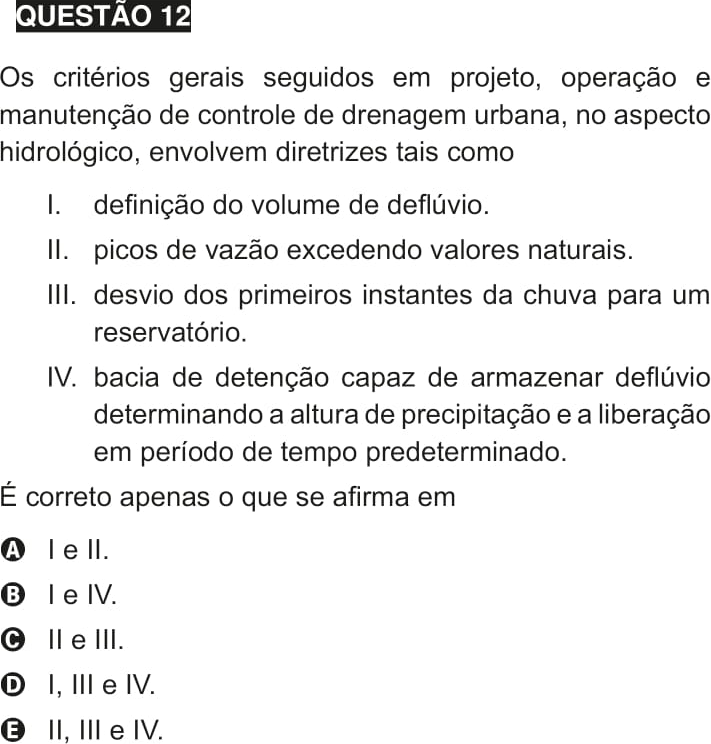 QUESTÃO 12
Os critérios gerais seguidos em projeto, operação e
manutenção de controle de drenagem urbana, no aspecto
hidrológico, envolvem diretrizes tais como
I. definição do volume de deflúvio.
II. picos de vazão excedendo valores naturais.
III. desvio dos primeiros instantes da chuva para um
reservatório.
IV. bacia de detenção capaz de armazenar deflúvio
determinando a altura de precipitação e a liberação
em período de tempo predeterminado.
É correto apenas o que se afirma em
A I e II.
B I e IV.
C II e III.
D I, III e IV.
E II, III e IV.